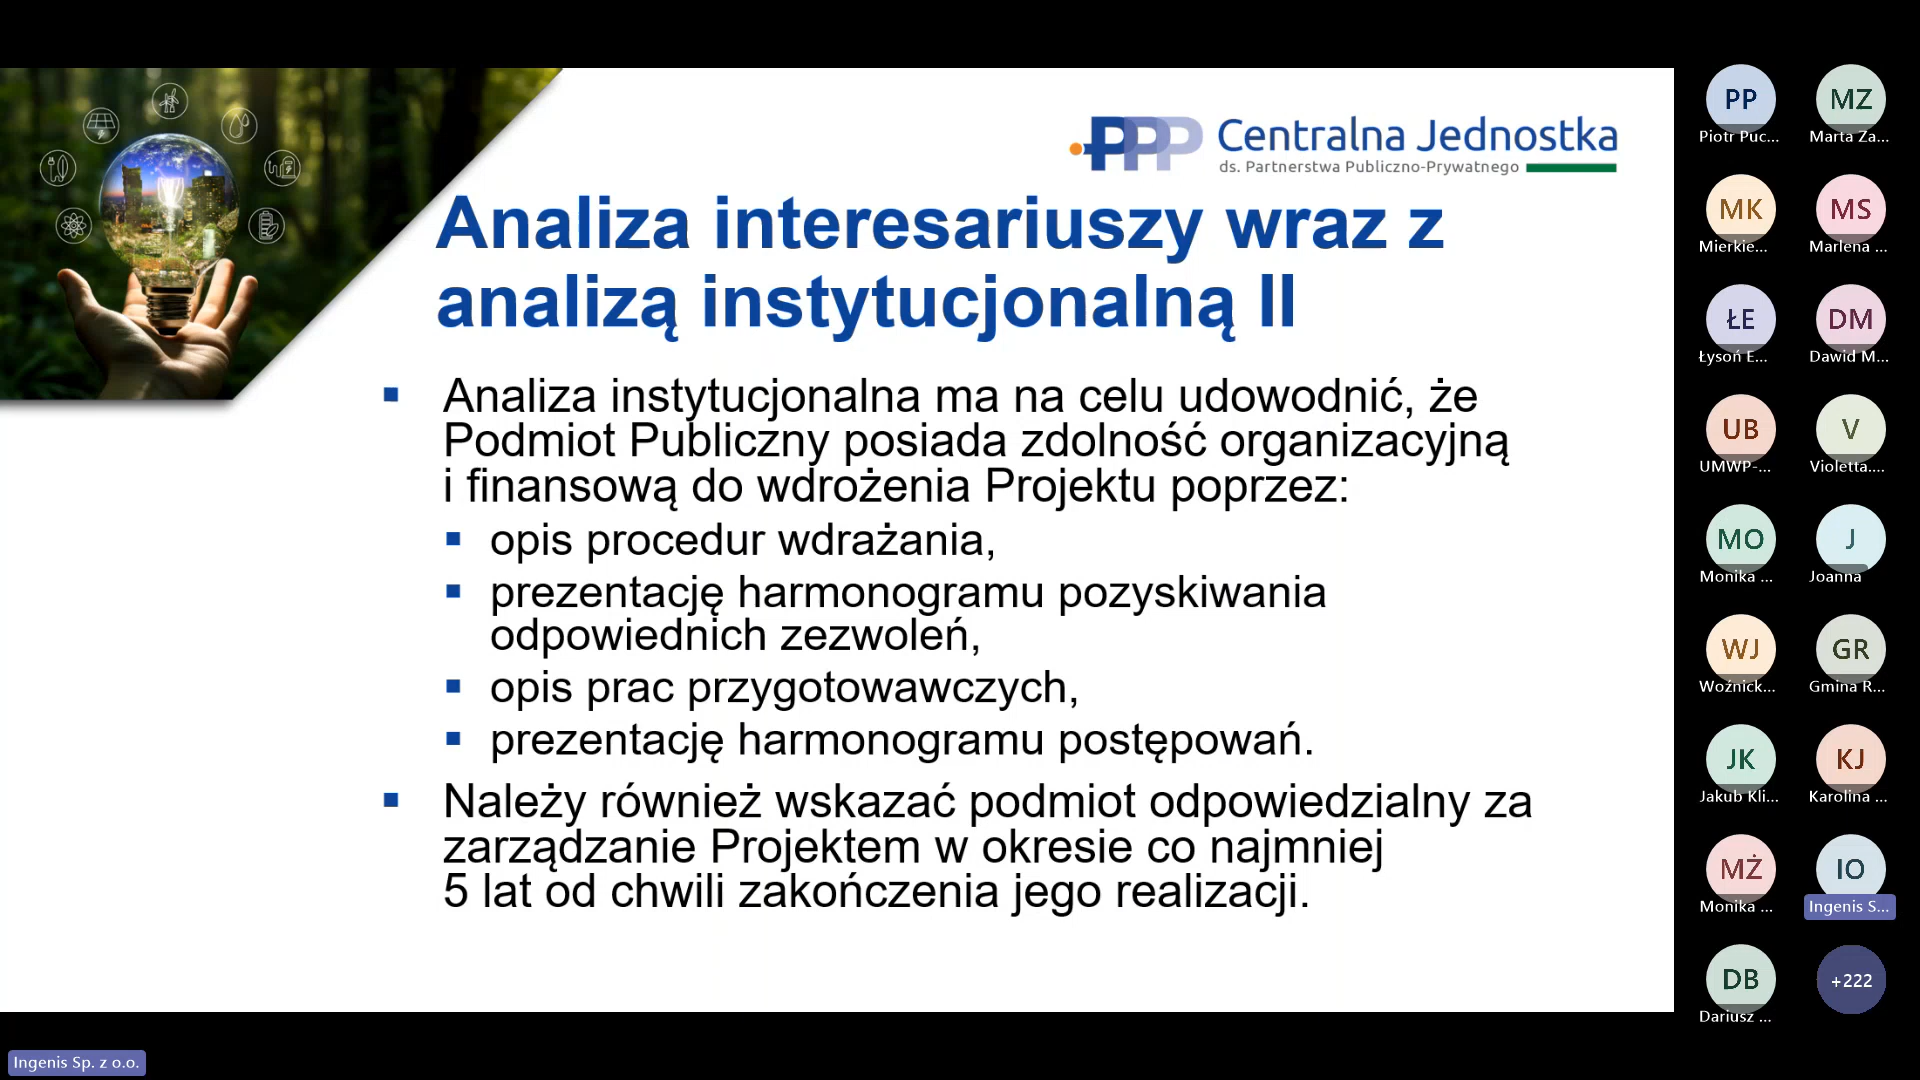 PPP Centralna Jednostka
ds. Partnerstwa Publiczno-Prywatnego
Analiza interesariuszy wraz z
analizą instytucjonalną II
Analiza instytucjonalna ma na celu udowodnić, że
Podmiot Publiczny posiada zdolność organizacyjną
i finansową do wdrożenia Projektu poprzez:
opis procedur wdrażania,
prezentację harmonogramu pozyskiwania
odpowiednich zezwoleń,
opis prac przygotowawczych,
prezentację harmonogramu postępowań.
Należy również wskazać podmiot odpowiedzialny za
zarządzanie Projektem w okresie co najmniej
5 lat od chwili zakończenia jego realizacji.
PP MZ
Piotr Puc... Marta Za...
MK MS
Mierkie... Marlena ...
ŁE DM
Łysoń E... Dawid M...
UB V
UMWP-... Violetta....
MO J
Monika ... Joanna
WJ GR
Woźnick... Gmina R...
JK KJ
Jakub Kli... Karolina ...
MŻ IO
Monika ... Ingenis S...
DB +222
Dariusz ...
Ingenis Sp. z o.o.